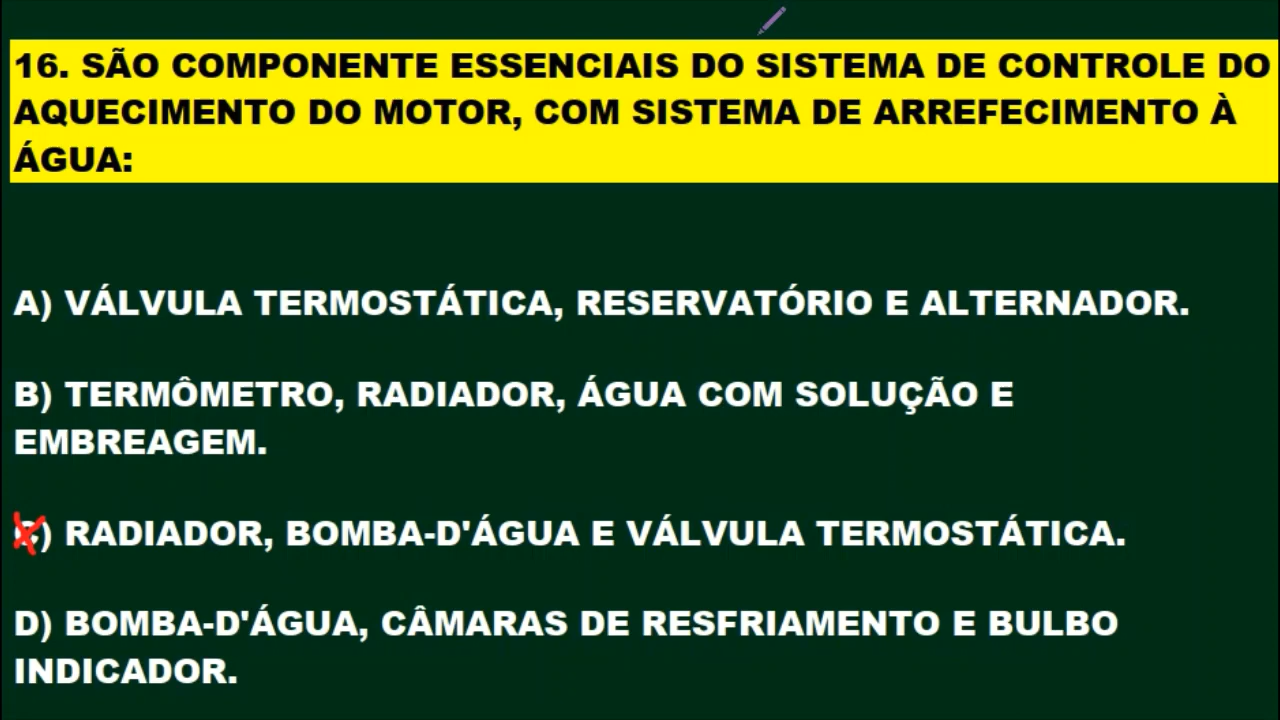 16. SÃO COMPONENTE ESSENCIAIS DO SISTEMA DE CONTROLE DO
AQUECIMENTO DO MOTOR, COM SISTEMA DE ARREFECIMENTO À
ÁGUA:
A) VÁLVULA TERMOSTÁTICA, RESERVATÓRIO E ALTERNADOR.
B) TERMÔMETRO, RADIADOR, ÁGUA COM SOLUÇÃO E
EMBREAGEM.
C) RADIADOR, BOMBA-D'ÁGUA E VÁLVULA TERMOSTÁTICA.
D) BOMBA-D'ÁGUA, CÂMARAS DE RESFRIAMENTO E BULBO
INDICADOR.